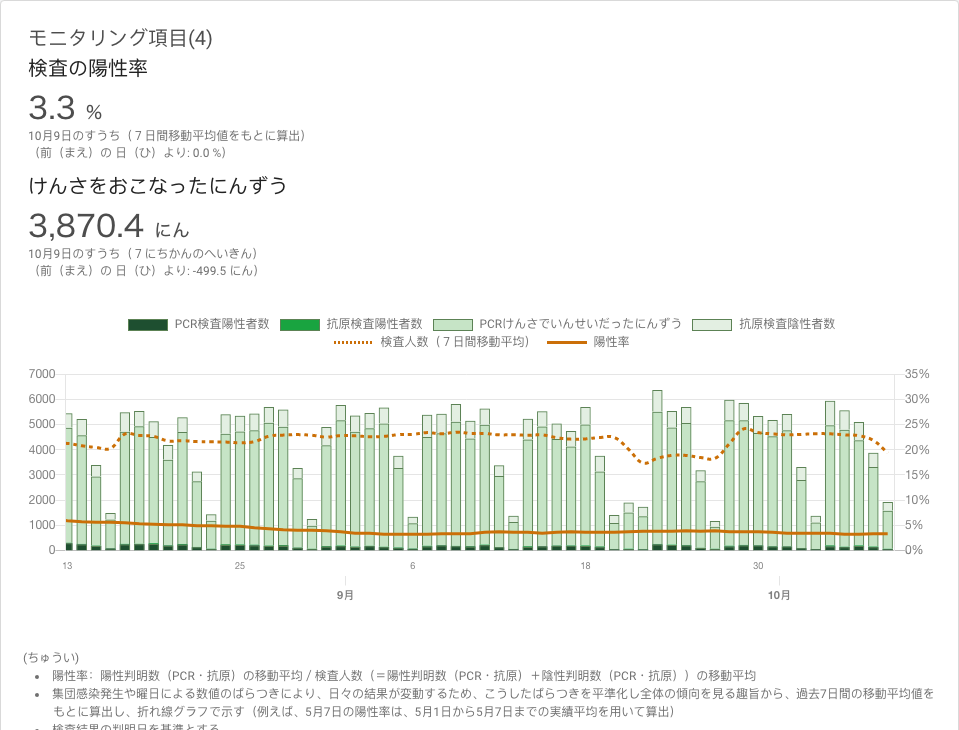 モニタリング項目(4)
検査の陽性率
3.3 %
10月9日のすうち（７日間移動平均値をもとに算出）
（前（まえ）の 日（ひ）より: 0.0 %）
けんさをおこなったにんずう
3,870.4 にん
10月9日のすうち（７にちかんのへいきん）
（前（まえ）の 日（ひ）より: -499.5 にん）
PCR検査陽性者数 抗原検査陽性者数 PCRけんさでいんせいだったにんずう 抗原検査陰性者数
検査人数（７日間移動平均） 陽性率
7000 35%
6000 30%
5000 25%
4000 20%
3000 15%
2000 10%
1000 5%
0 0%
13 25 6 18 30
9月 10月
(ちゅうい)
• 陽性率：陽性判明数（PCR・抗原）の移動平均 / 検査人数（＝陽性判明数（PCR・抗原）＋陰性判明数（PCR・抗原））の移動平均
• 集団感染発生や曜日による数値のばらつきにより、日々の結果が変動するため、こうしたばらつきを平準化し全体の傾向を見る趣旨から、過去7日間の移動平均値を
もとに算出し、折れ線グラフで示す（例えば、5月7日の陽性率は、5月1日から5月7日までの実績平均を用いて算出）
• 検査結果の判明日を基準とする